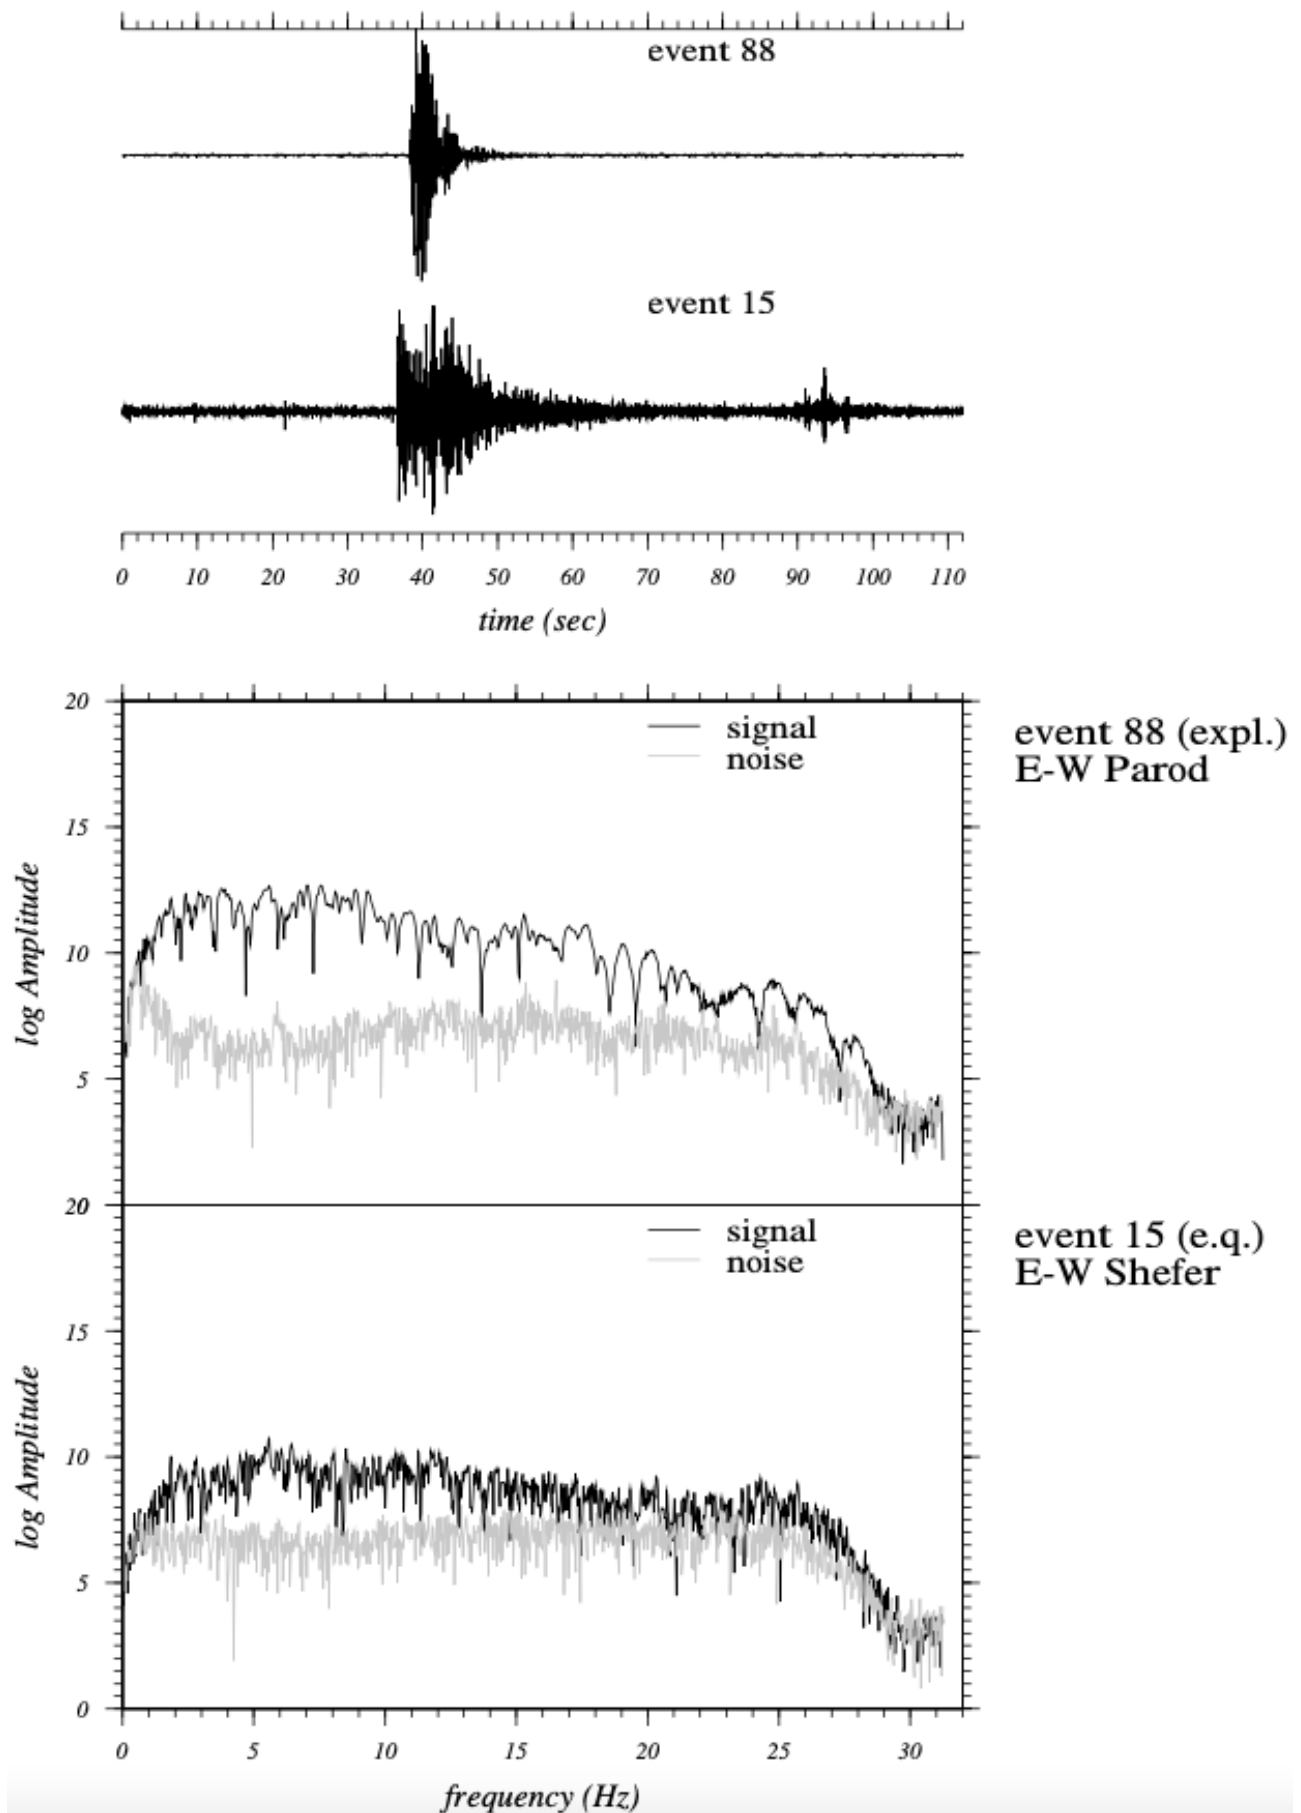 event 88
event 15
0 10 20 30 40 50 60 70 80 90 100 110
time (sec)
20
signal
noise
event 88 (expl.)
E-W Parod
15
10
5
log Amplitude
20
signal
noise
event 15 (e.q.)
E-W Shefer
15
10
5
0
log Amplitude
0 5 10 15 20 25 30
frequency (Hz)